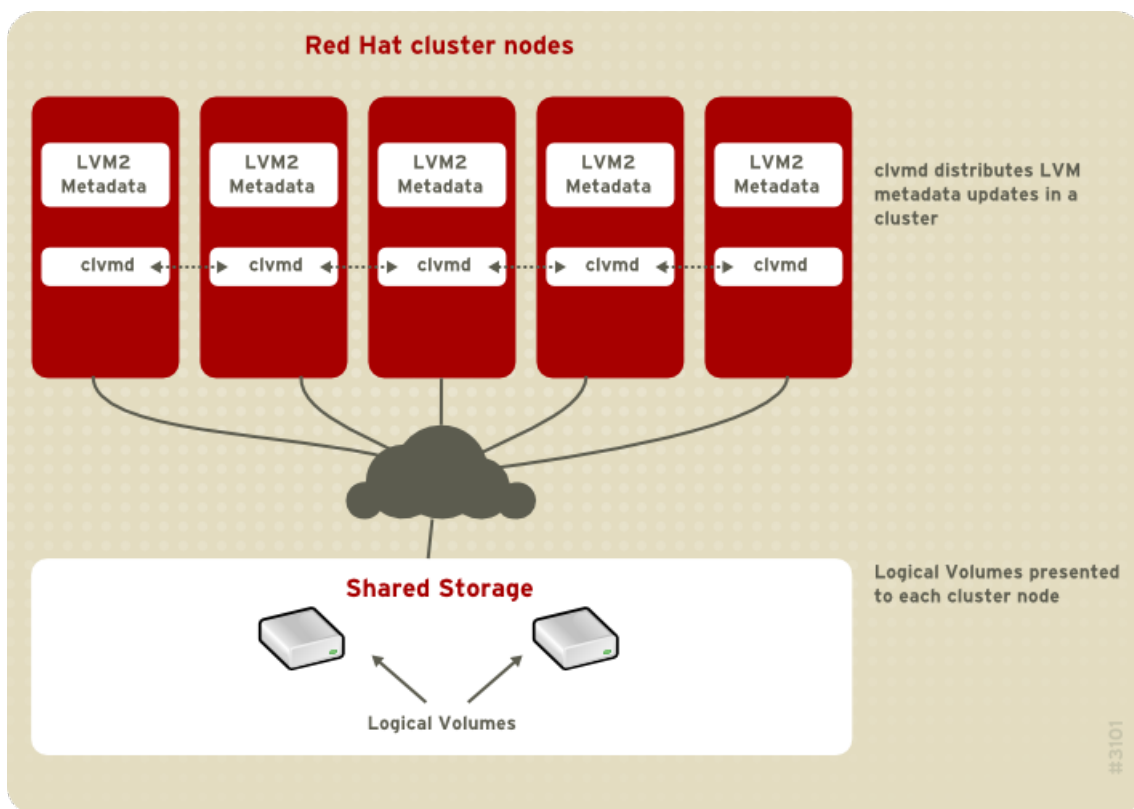 Red Hat cluster nodes
LVM2
Metadata
LVM2
Metadata
LVM2
Metadata
LVM2
Metadata
LVM2
Metadata
clvmd distributes LVM
metadata updates in a
cluster
clvmd
clvmd
clvmd
clvmd
clvmd
Shared Storage
Logical Volumes presented
to each cluster node
Logical Volumes
#3101